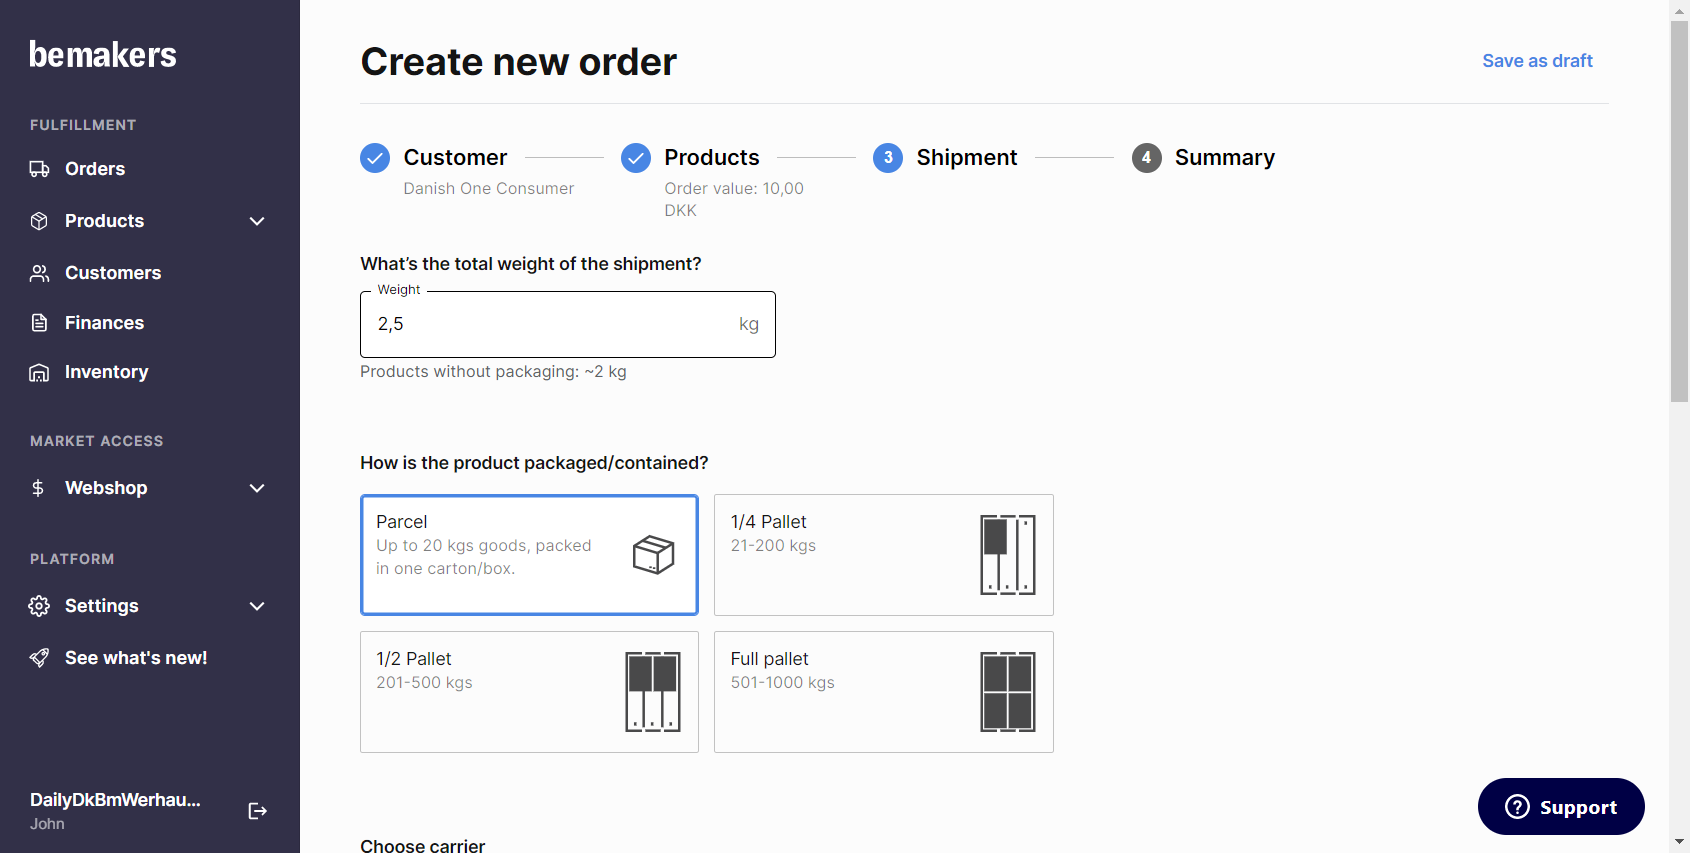 bemakers
FULFILLMENT
Orders
Products
Customers
Finances
Inventory
MARKET ACCESS
Webshop
PLATFORM
Settings
See what's new!
DailyDkBmWerhau...
John
Create new order
Save as draft
Customer
Danish One Consumer
Products
Order value: 10,00
DKK
3 Shipment
4 Summary
What's the total weight of the shipment?
Weight
2,5 kg
Products without packaging: ~2 kg
How is the product packaged/contained?
Parcel
Up to 20 kgs goods, packed
in one carton/box.
1/4 Pallet
21-200 kgs
1/2 Pallet
201-500 kgs
Full pallet
501-1000 kgs
Choose carrier
Support